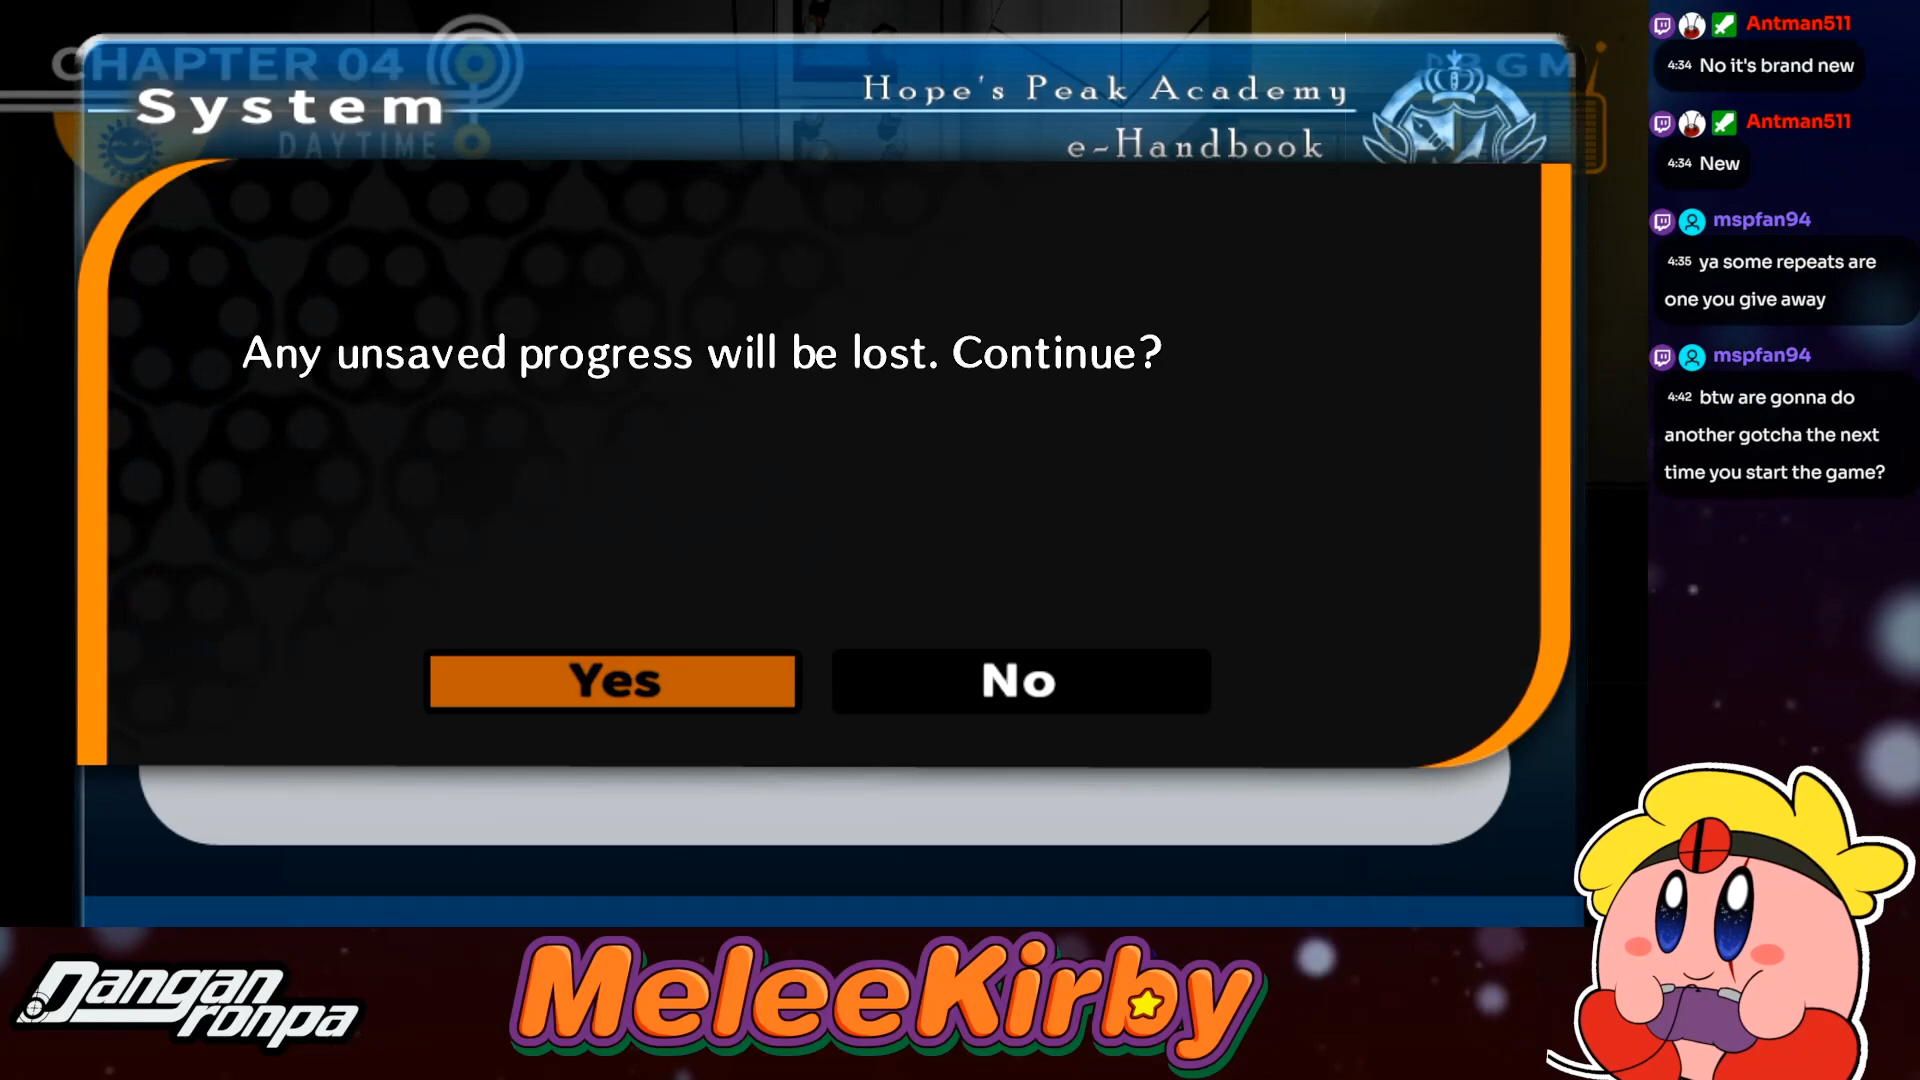 CHAPTER 04
BGM
System
Hope's Peak Academy
DAYTIME
e-Handbook
Any unsaved progress will be lost. Continue?
Yes
No
Antman511
4:34 No it's brand new
Antman511
4:34 New
mspfan94
4:35 ya some repeats are
one you give away
mspfan94
4:42 btw are gonna do
another gotcha the next
time you start the game?
Dangan
ronpa
MeleeKirby